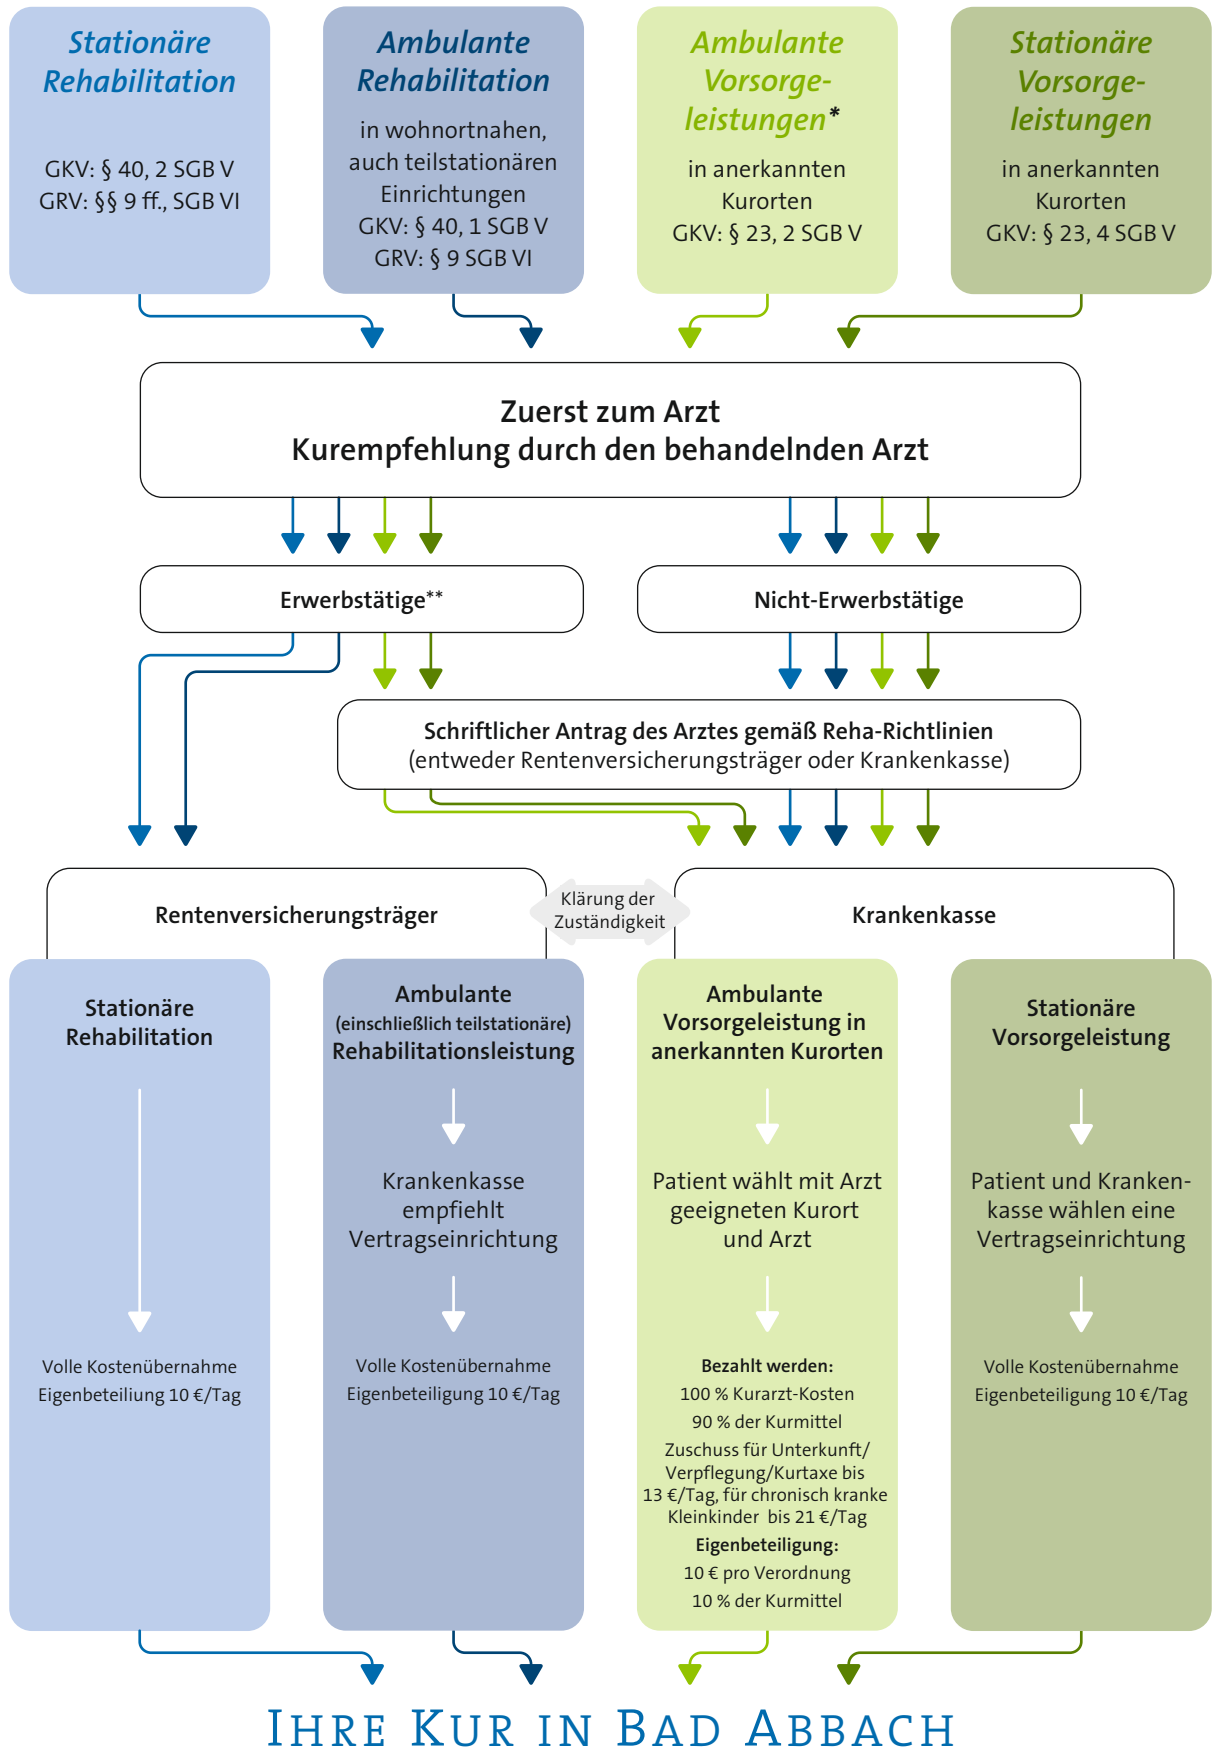 Stationäre
Rehabilitation
GKV: § 40, 2 SGB V
GRV: §§ 9 ff., SGB VI
Ambulante
Rehabilitation
in wohnortnahen,
auch teilstationären
Einrichtungen
GKV: § 40, 1 SGB V
GRV: § 9 SGB VI
Ambulante
Vorsorge-
leistungen*
in anerkannten
Kurorten
GKV: § 23, 2 SGB V
Stationäre
Vorsorge-
leistungen
in anerkannten
Kurorten
GKV: § 23, 4 SGB V
Zuerst zum Arzt
Kurempfehlung durch den behandelnden Arzt
Erwerbstätige**
Nicht-Erwerbstätige
Schriftlicher Antrag des Arztes gemäß Reha-Richtlinien
(entweder Rentenversicherungsträger oder Krankenkasse)
Rentenversicherungsträger
Klärung der
Zuständigkeit
Krankenkasse
Stationäre
Rehabilitation
Volle Kostenübernahme
Eigenbeteiliung 10 €/Tag
Ambulante
(einschließlich teilstationäre)
Rehabilitationsleistung
Krankenkasse
empfiehlt
Vertragseinrichtung
Volle Kostenübernahme
Eigenbeteiligung 10 €/Tag
Ambulante
Vorsorgeleistung in
anerkannten Kurorten
Patient wählt mit Arzt
geeigneten Kurort
und Arzt
Bezahlt werden:
100 % Kurarzt-Kosten
90 % der Kurmittel
Zuschuss für Unterkunft/
Verpflegung/Kurtaxe bis
13 €/Tag, für chronisch kranke
Kleinkinder bis 21 €/Tag
Eigenbeteiligung:
10 € pro Verordnung
10 % der Kurmittel
Stationäre
Vorsorgeleistung
Patient und Kranken-
kasse wählen eine
Vertragseinrichtung
Volle Kostenübernahme
Eigenbeteiligung 10 €/Tag
IHRE KUR IN BAD ABBACH